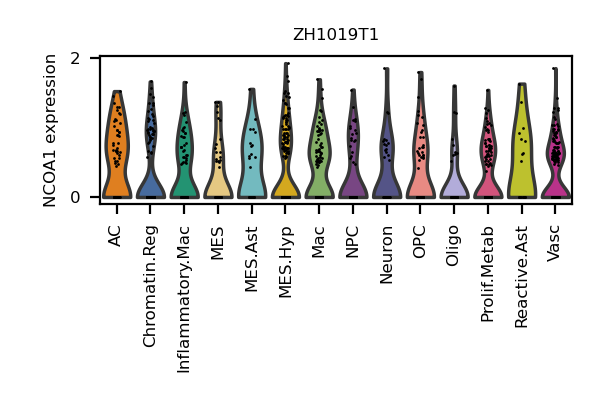 ZH1019T1
NCOA1 expression
2
0
AC
Chromatin.Reg
Inflammatory.Mac
MES
MES.Ast
MES.Hyp
Mac
NPC
Neuron
OPC
Oligo
Prolif.Metab
Reactive.Ast
Vasc